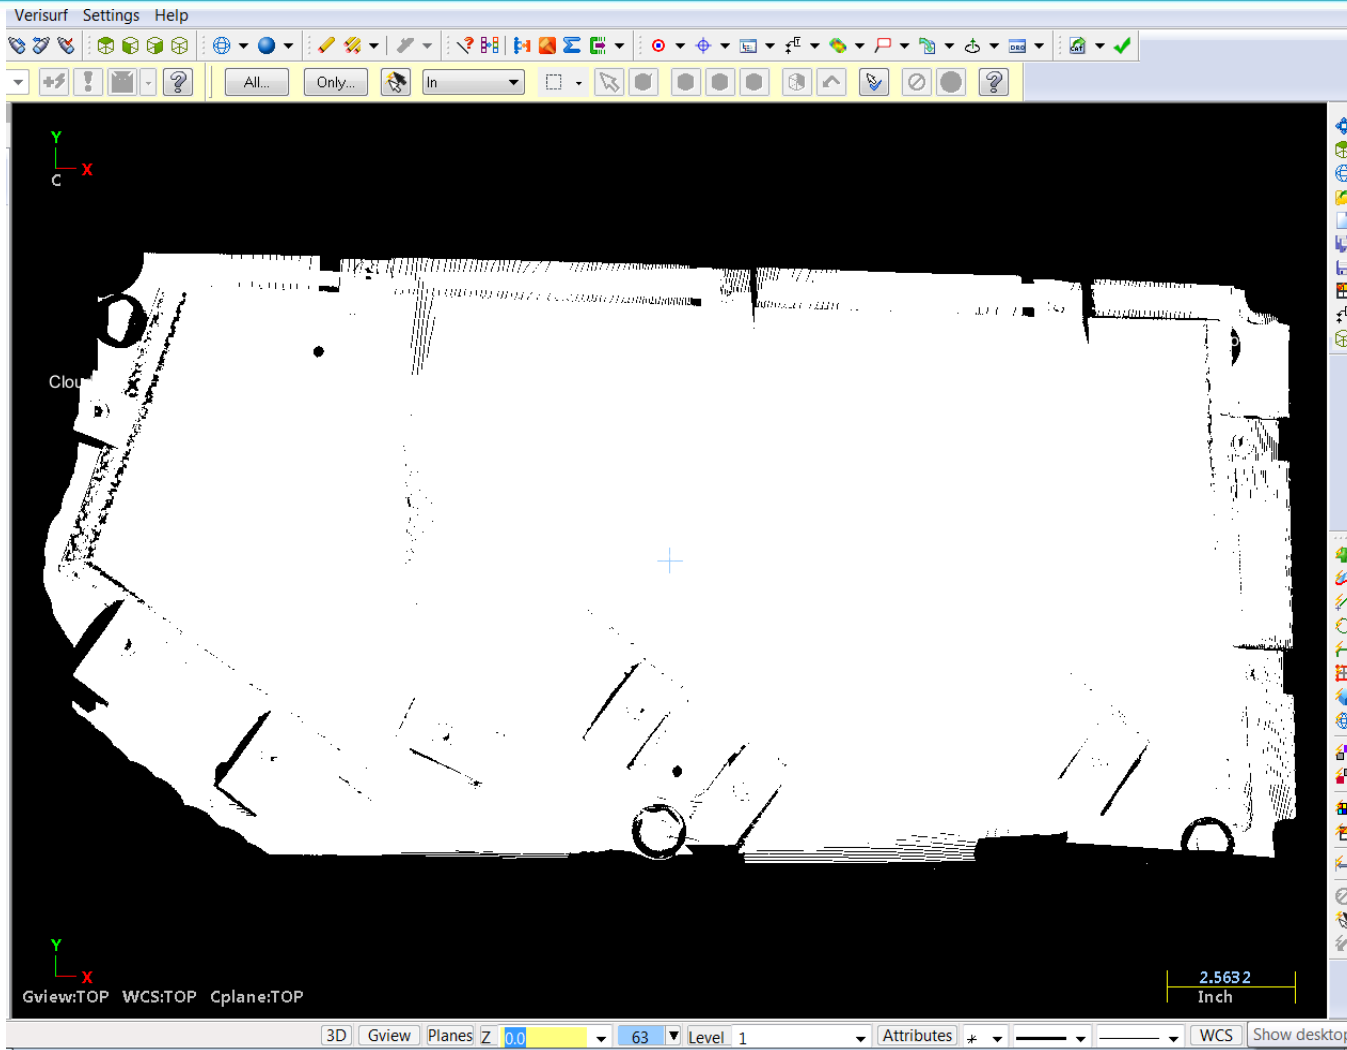 Verisurf Settings Help
All... Only... In
Y
X
C
Clou
Y
X
Gview:TOP WCS:TOP Cplane:TOP
2.5632
Inch
3D Gview Planes Z 0.0 63 Level 1 Attributes WCS Show desktop